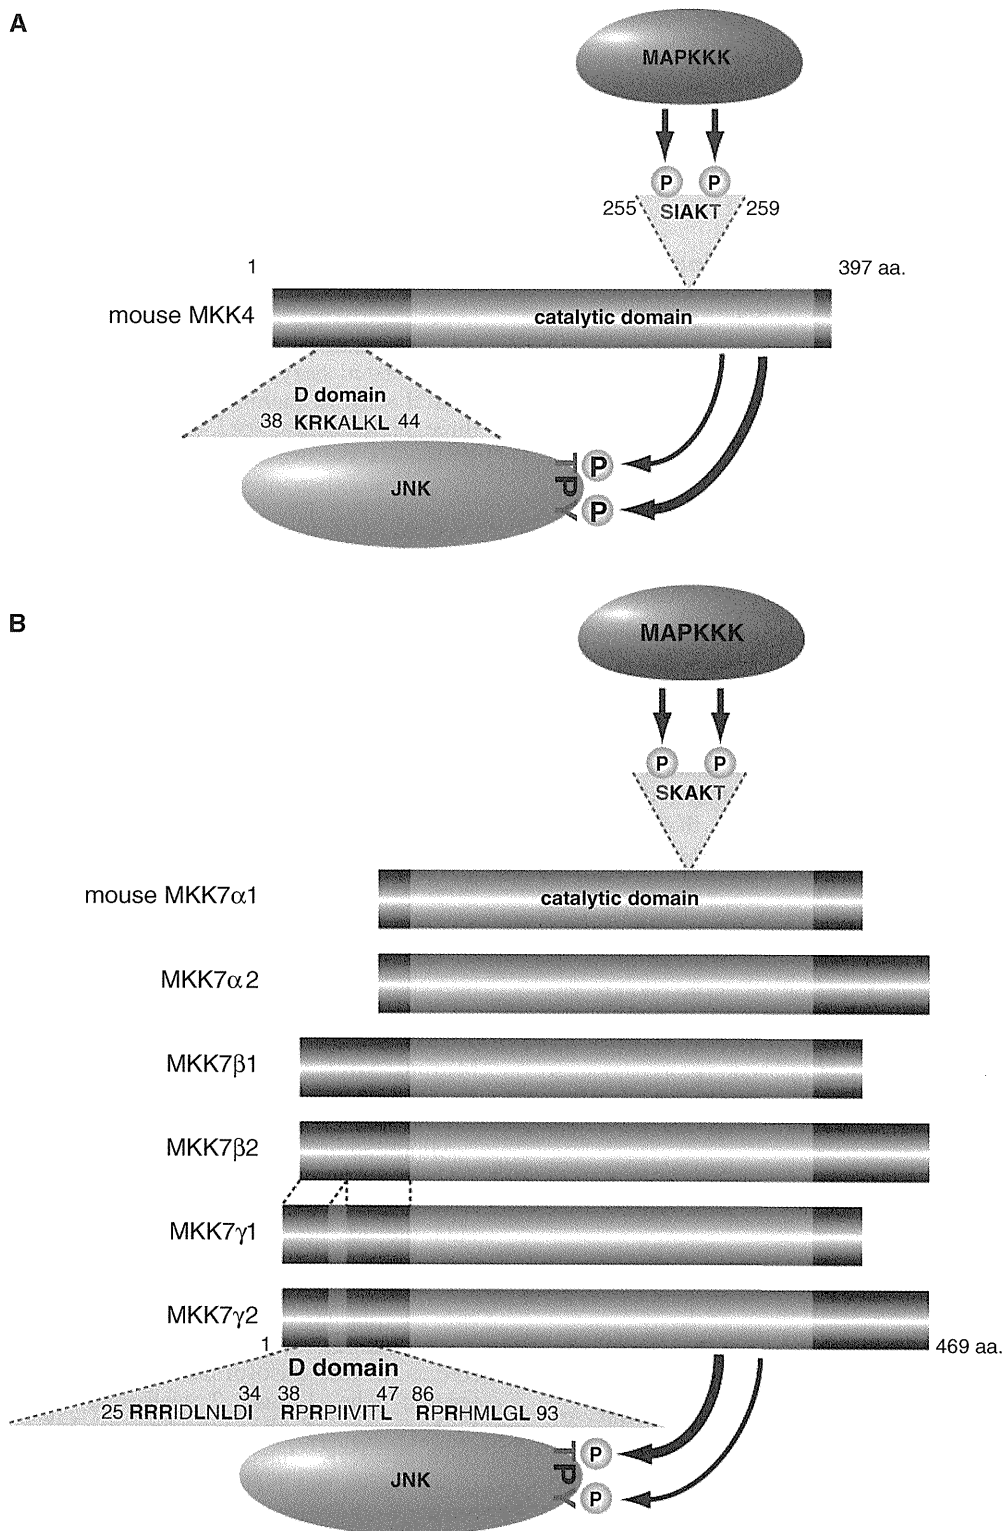 A
MAPKKK
P P
255 SIAKT 259
1 397 aa.
mouse MKK4 catalytic domain
D domain
38 KRKALKL 44
JNK TPY P P
B
MAPKKK
P P
SKAKT
mouse MKK7α1 catalytic domain
MKK7α2
MKK7β1
MKK7β2
MKK7γ1
MKK7γ2
1 469 aa.
D domain
34 38 47 86
25 RRRIDLNLDI RPRPIIVITL RPRHMLGL 93
JNK TPY P P